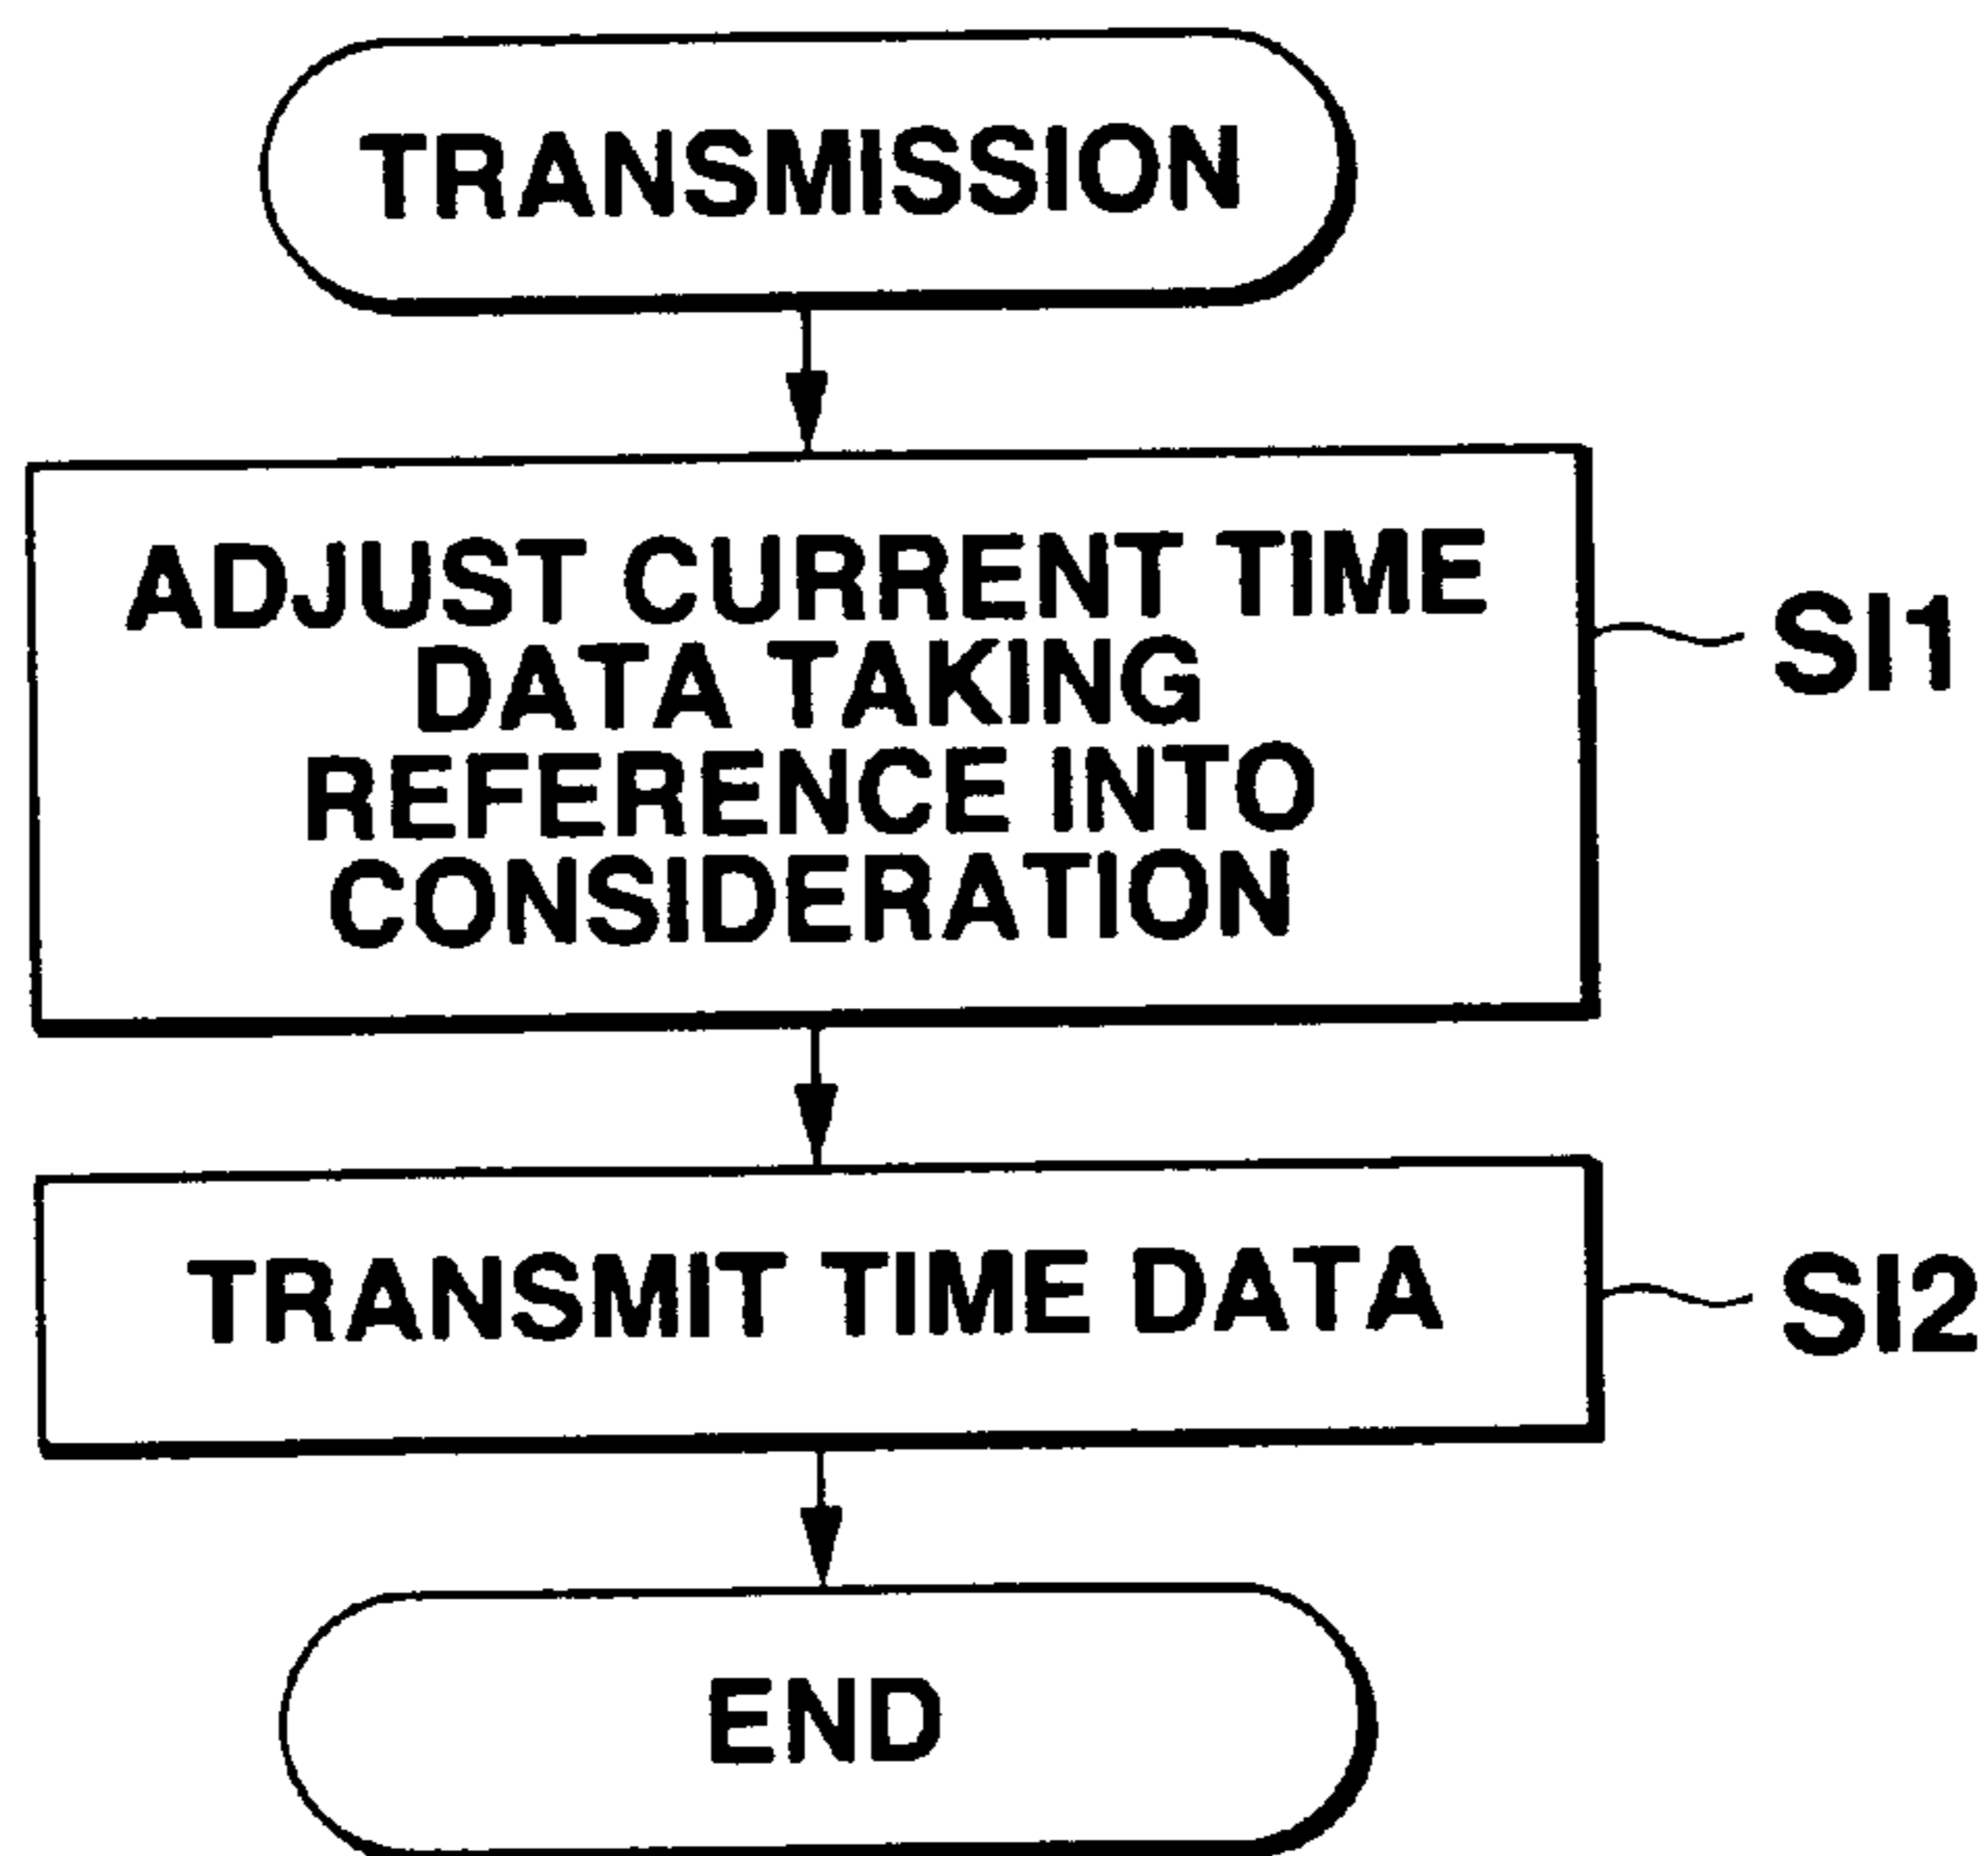 TRANSMISSION
ADJUST CURRENT TIME
DATA TAKING
REFERENCE INTO
CONSIDERATION
SI1
TRANSMIT TIME DATA
SI2
END